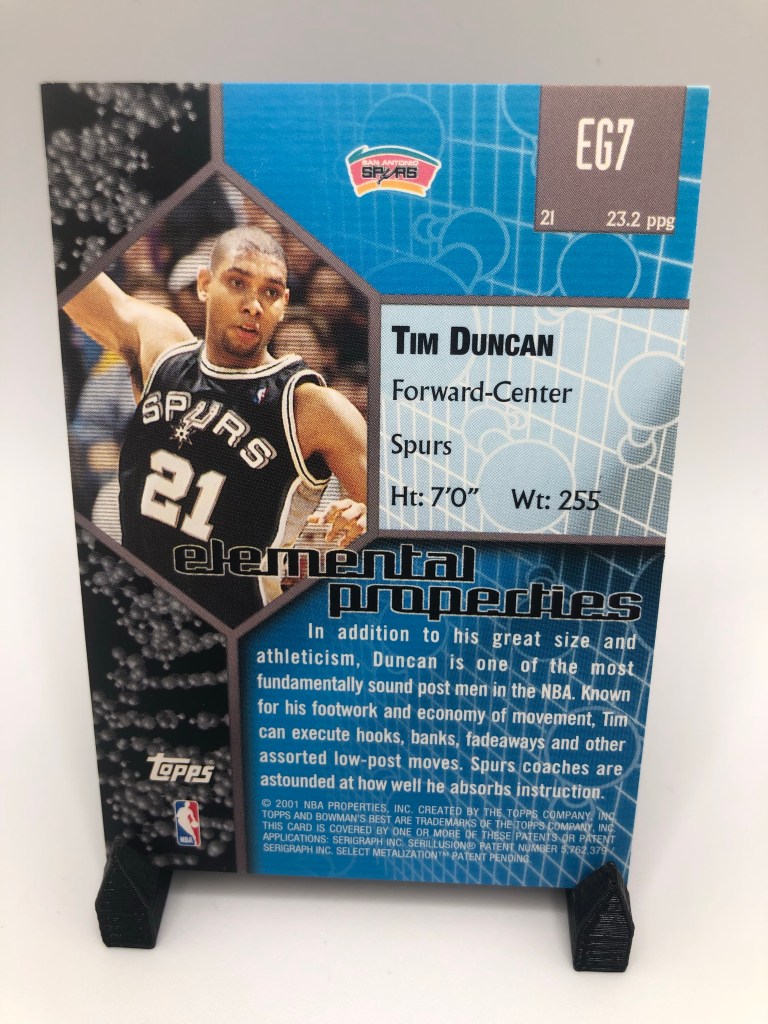 SAN ANTONIO
SPURS
EG7
21 23.2 ppg
TIM DUNCAN
Forward-Center
Spurs
Ht: 7'0" Wt: 255
SPURS
21
elemental
properties
In addition to his great size and
athleticism, Duncan is one of the most
fundamentally sound post men in the NBA. Known
for his footwork and economy of movement, Tim
can execute hooks, banks, fadeaways and other
assorted low-post moves. Spurs coaches are
astounded at how well he absorbs instruction.
TOPPS
NBA
© 2001 NBA PROPERTIES, INC. CREATED BY THE TOPPS COMPANY, INC
TOPPS AND BOWMAN'S BEST ARE TRADEMARKS OF THE TOPPS COMPANY, INC.
THIS CARD IS COVERED BY ONE OR MORE OF THESE PATENTS OR PATENT
APPLICATIONS: SERIGRAPH INC. SERILLUSION® PATENT NUMBER 5,762,379
SERIGRAPH INC. SELECT METALIZATION™ PATENT PENDING.